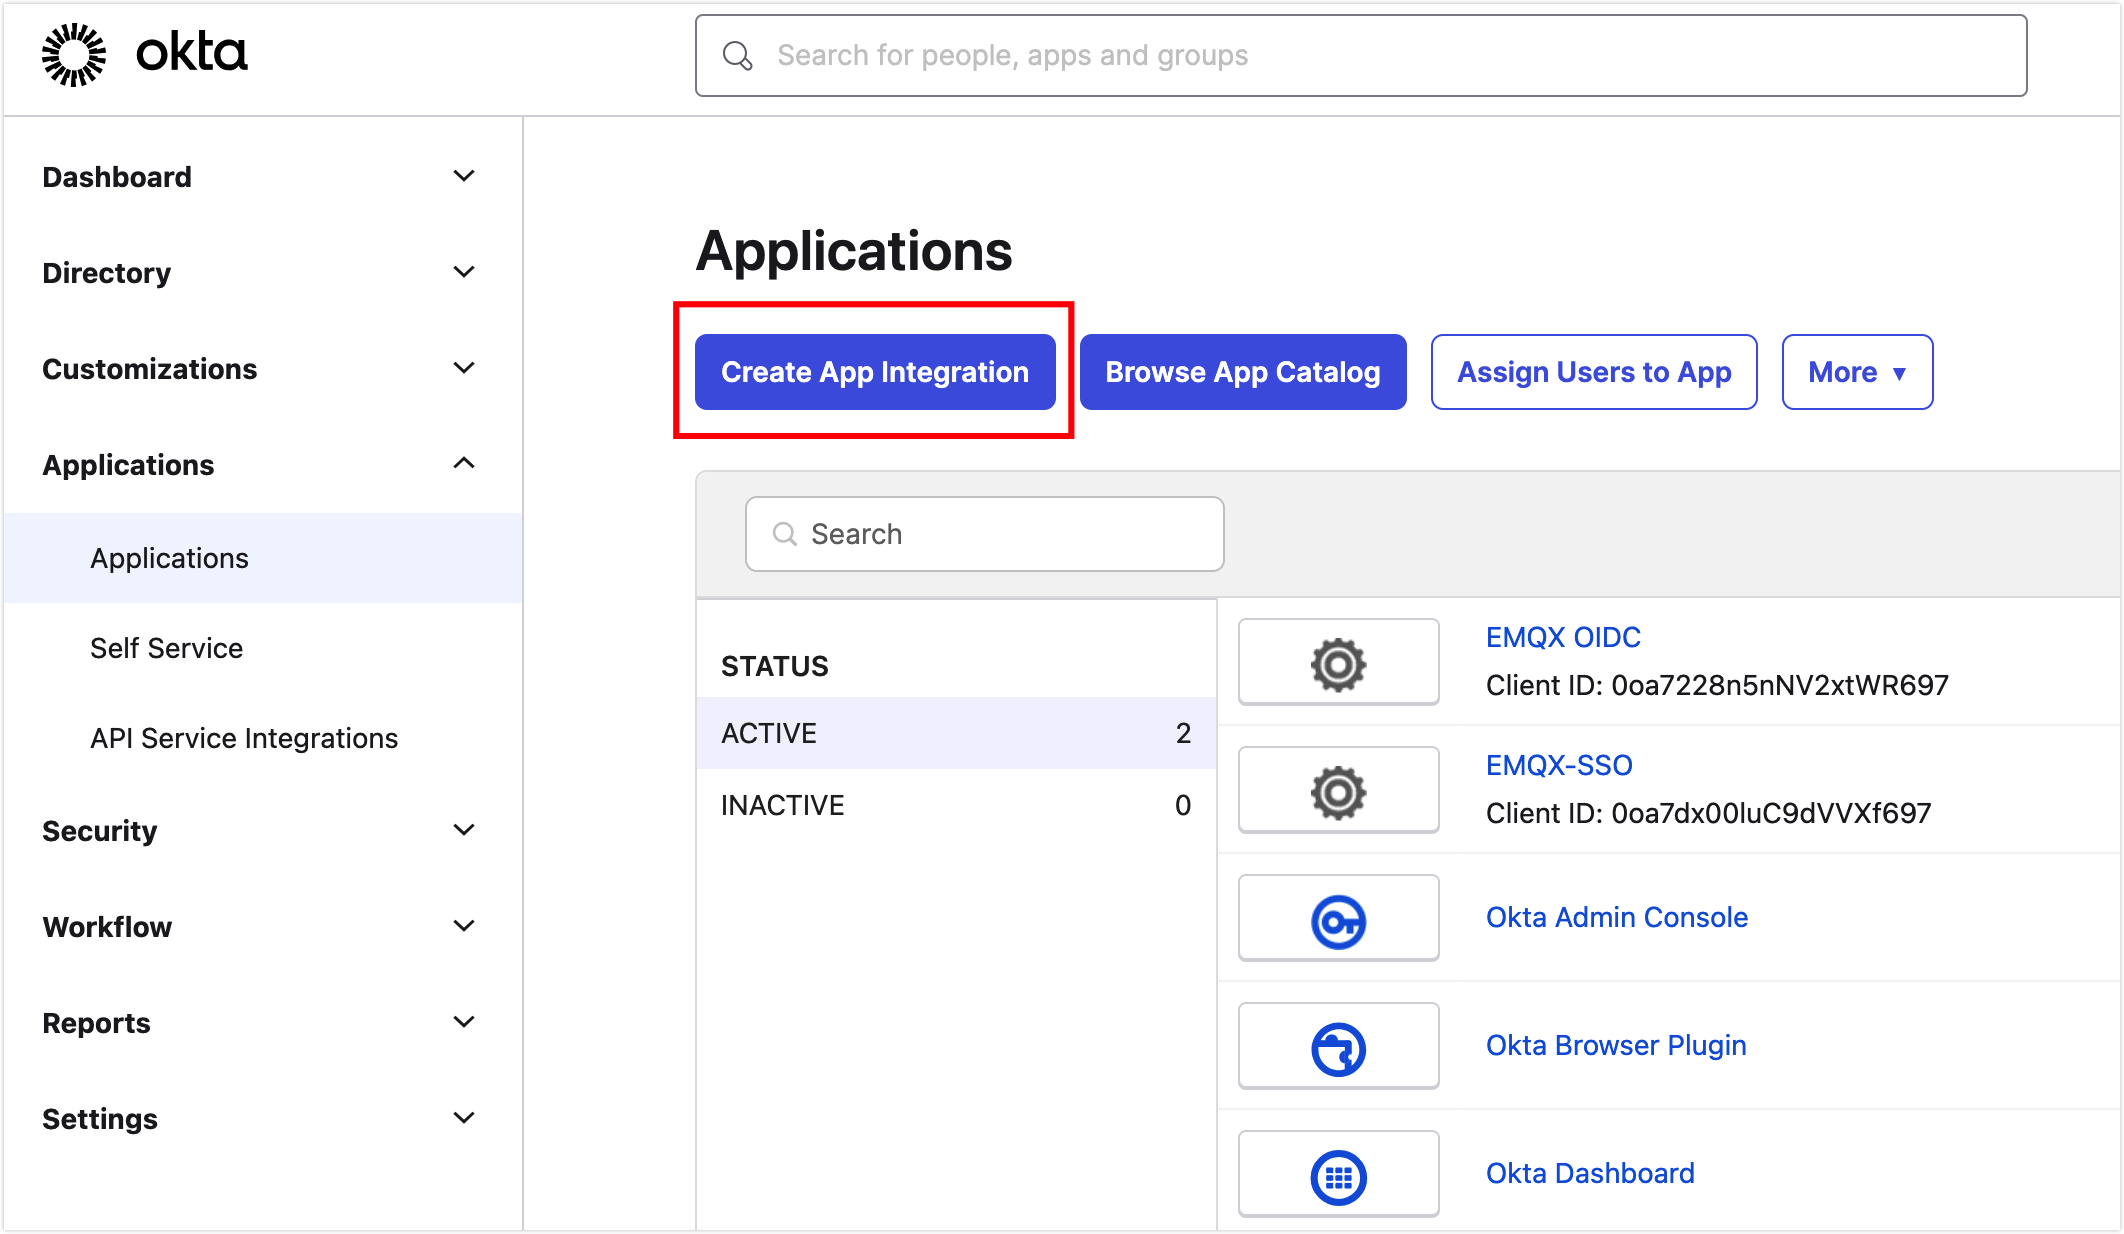 okta
Search for people, apps and groups
Dashboard
Directory
Customizations
Applications
Applications
Self Service
API Service Integrations
Security
Workflow
Reports
Settings
Applications
Create App Integration
Browse App Catalog
Assign Users to App
More ▼
Search
STATUS
ACTIVE 2
INACTIVE 0
EMQX OIDC
Client ID: 0oa7228n5nNV2xtWR697
EMQX-SSO
Client ID: 0oa7dx00luC9dVVXf697
Okta Admin Console
Okta Browser Plugin
Okta Dashboard